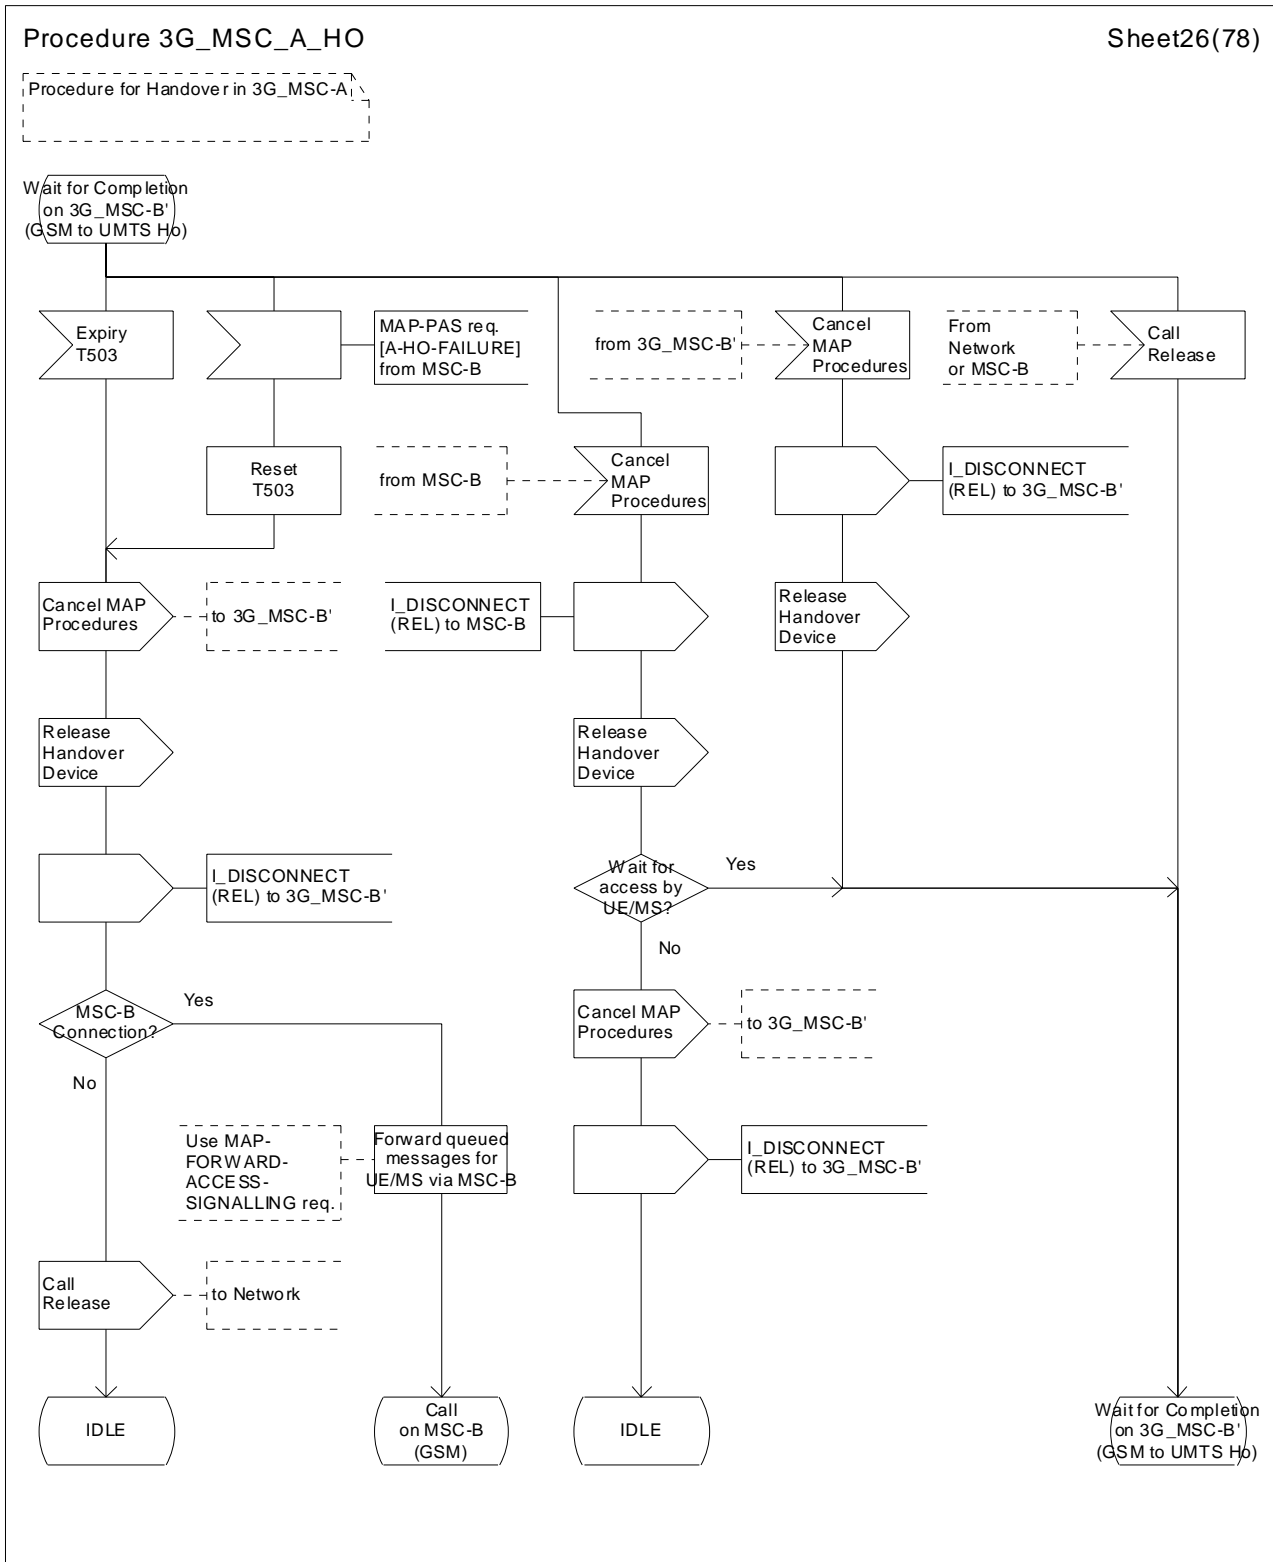 Procedure 3G_MSC_A_HO
Sheet26(78)
Procedure for Handover in 3G_MSC-A
Wait for Completion
on 3G_MSC-B'
(GSM to UMTS Ho)
Expiry
T503
MAP-PAS req.
[A-HO-FAILURE]
from MSC-B
from 3G_MSC-B'
Cancel
MAP
Procedures
From
Network
or MSC-B
Call
Release
Reset
T503
from MSC-B
Cancel
MAP
Procedures
I_DISCONNECT
(REL) to 3G_MSC-B'
Cancel MAP
Procedures
to 3G_MSC-B'
I_DISCONNECT
(REL) to MSC-B
Release
Handover
Device
Release
Handover
Device
Release
Handover
Device
I_DISCONNECT
(REL) to 3G_MSC-B'
Wait for
access by
UE/MS?
Yes
No
MSC-B
Connection?
Yes
No
Cancel MAP
Procedures
to 3G_MSC-B'
Use MAP-
FORWARD-
ACCESS-
SIGNALLING req.
Forward queued
messages for
UE/MS via MSC-B
I_DISCONNECT
(REL) to 3G_MSC-B'
Call
Release
to Network
IDLE
Call
on MSC-B
(GSM)
IDLE
Wait for Completion
on 3G_MSC-B'
(GSM to UMTS Ho)